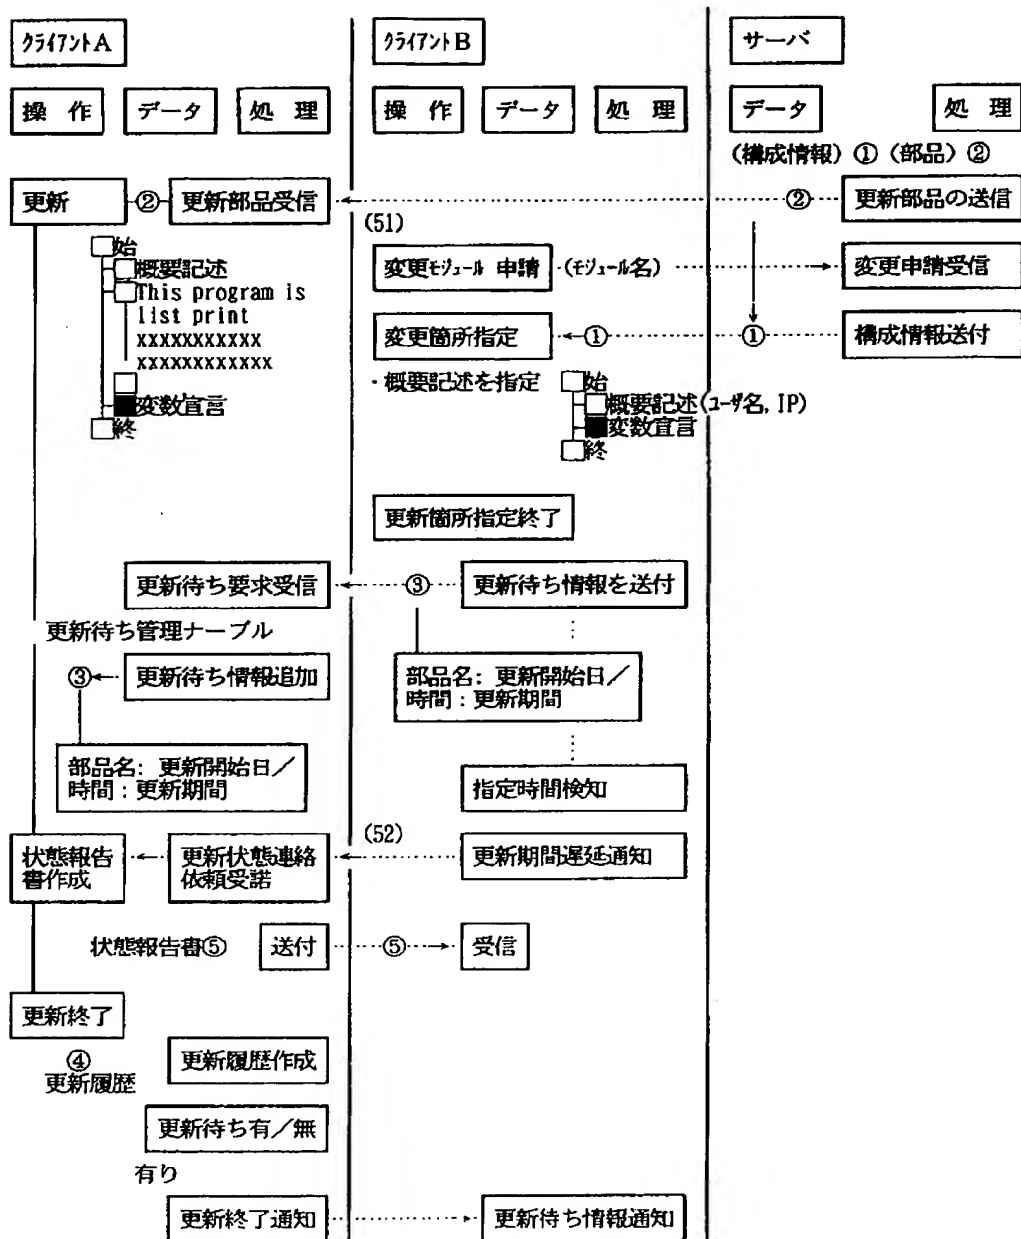 クライアントA クライアントB サーバ
操 作 データ 処 理 操 作 データ 処 理 データ 処 理
(構成情報) ① (部品) ②
更新 ② 更新部品受信 ② 更新部品の送信
(51)
始
概要記述
This program is
list print
xxxxxxxxxxx
xxxxxxxxxxxx
変数宣言
終
変更モジュール 申請 (モジュール名) 変更申請受信
変更箇所指定 ① ① 構成情報送付
・概要記述を指定
始
概要記述(ユーザ名, IP)
変数宣言
終
更新箇所指定終了
更新待ち要求受信 ③ 更新待ち情報を送付
更新待ち管理テーブル
③ 更新待ち情報追加
部品名: 更新開始日/
時間:更新期間
部品名: 更新開始日/
時間:更新期間
指定時間検知
(52)
状態報告
書作成
更新状態連絡
依頼受諾
更新期間遅延通知
状態報告書⑤ 送付 ⑤ 受信
更新終了
④
更新履歴
更新履歴作成
更新待ち有/無
有り
更新終了通知 更新待ち情報通知